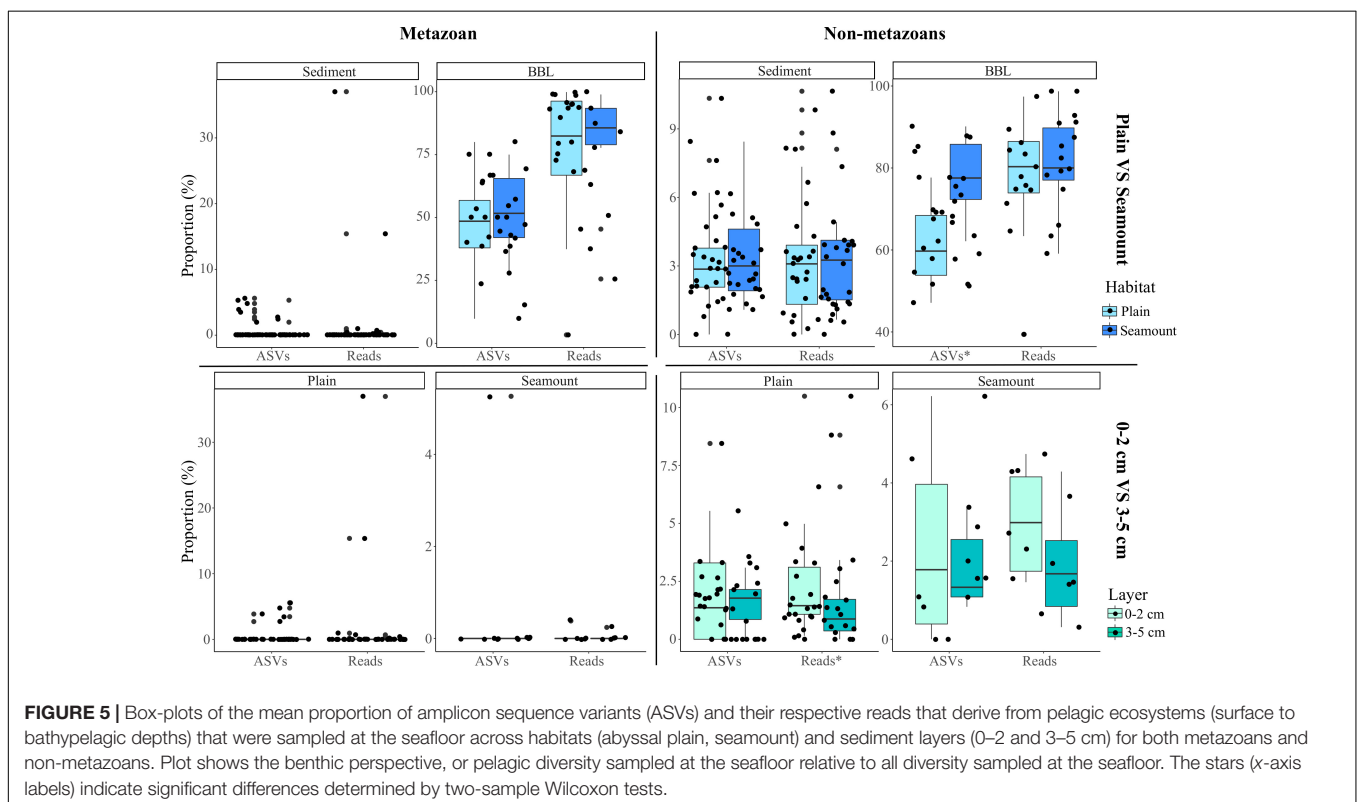 Metazoan
Non-metazoans
Sediment
BBL
Sediment
BBL
Proportion (%)
30
20
10
0
100
75
50
25
0
9
6
3
0
100
80
60
40
ASVs
Reads
ASVs
Reads
ASVs
Reads
ASVs*
Reads
Plain VS Seamount
Habitat
Plain
Seamount
Plain
Seamount
Plain
Seamount
Proportion (%)
30
20
10
0
4
2
0
10
7.5
5
2.5
0
6
4
2
0
ASVs
Reads
ASVs
Reads
ASVs
Reads*
ASVs
Reads
0-2 cm VS 3-5 cm
Layer
0-2 cm
3-5 cm
FIGURE 5 | Box-plots of the mean proportion of amplicon sequence variants (ASVs) and their respective reads that derive from pelagic ecosystems (surface to
bathypelagic depths) that were sampled at the seafloor across habitats (abyssal plain, seamount) and sediment layers (0–2 and 3–5 cm) for both metazoans and
non-metazoans. Plot shows the benthic perspective, or pelagic diversity sampled at the seafloor relative to all diversity sampled at the seafloor. The stars (x-axis
labels) indicate significant differences determined by two-sample Wilcoxon tests.